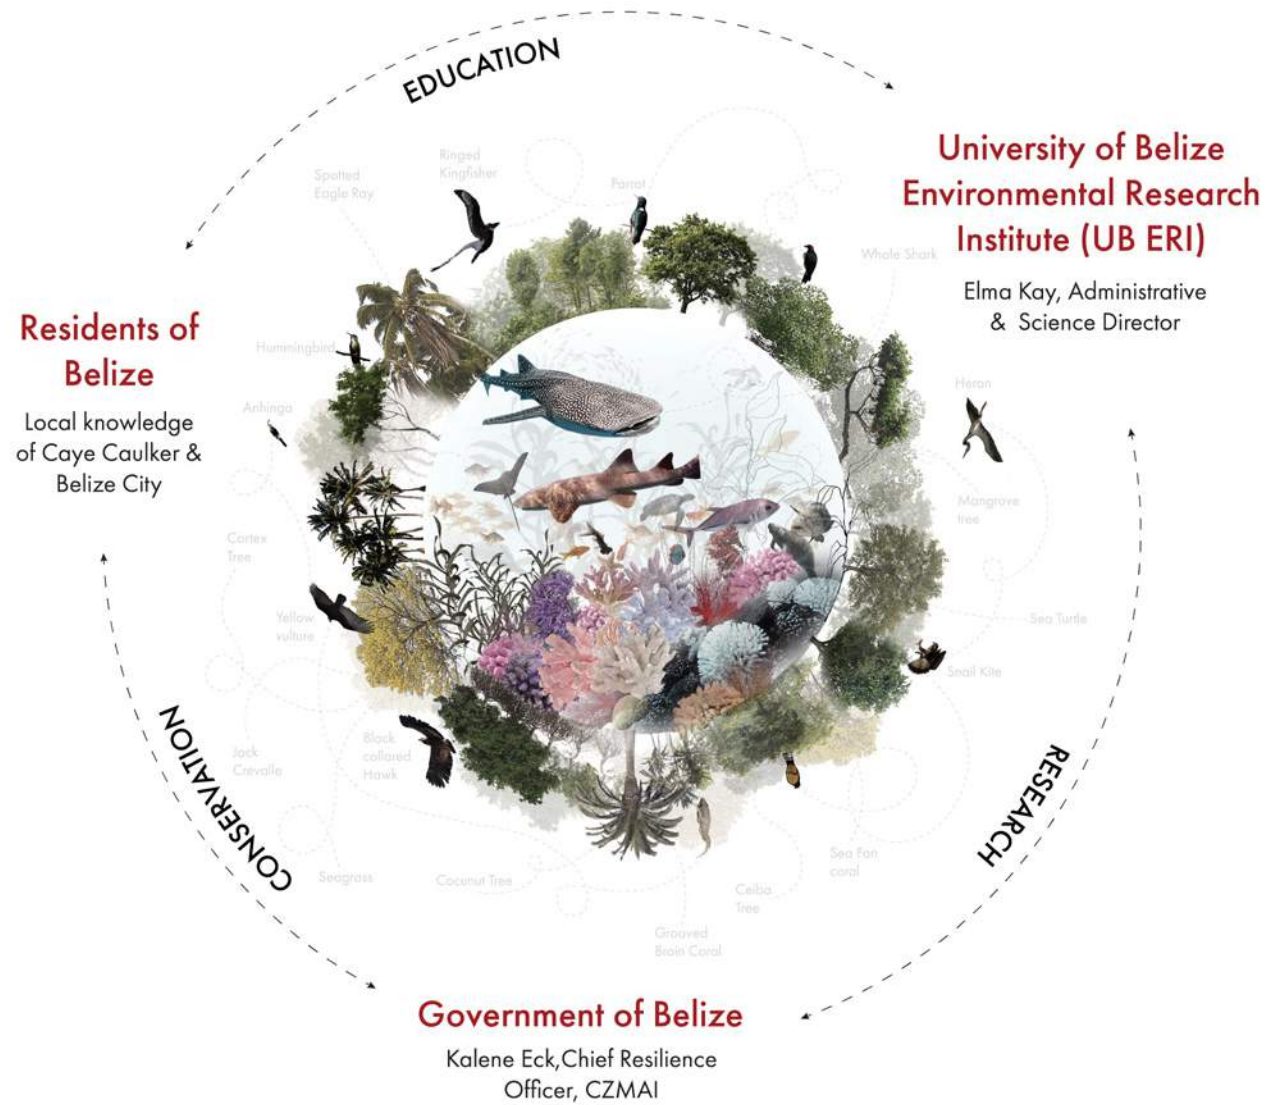 EDUCATION
University of Belize
Environmental Research
Institute (UB ERI)
Elma Kay, Administrative
& Science Director
Residents of
Belize
Local knowledge
of Caye Caulker &
Belize City
Spotted
Eagle Ray
Ringed
Kingfisher
Parrot
Whale Shark
Hummingbird
Anhinga
Heron
Mangrove
tree
Cortex
Tree
Yellow
vulture
Sea Turtle
Snail Kite
Jack
Crevalle
Black
collared
Hawk
Seagrass
Coconut Tree
Sea Fan
coral
Ceiba
Tree
Grooved
Brain Coral
CONSERVATION
RESEARCH
Government of Belize
Kalene Eck,Chief Resilience
Officer, CZMAI